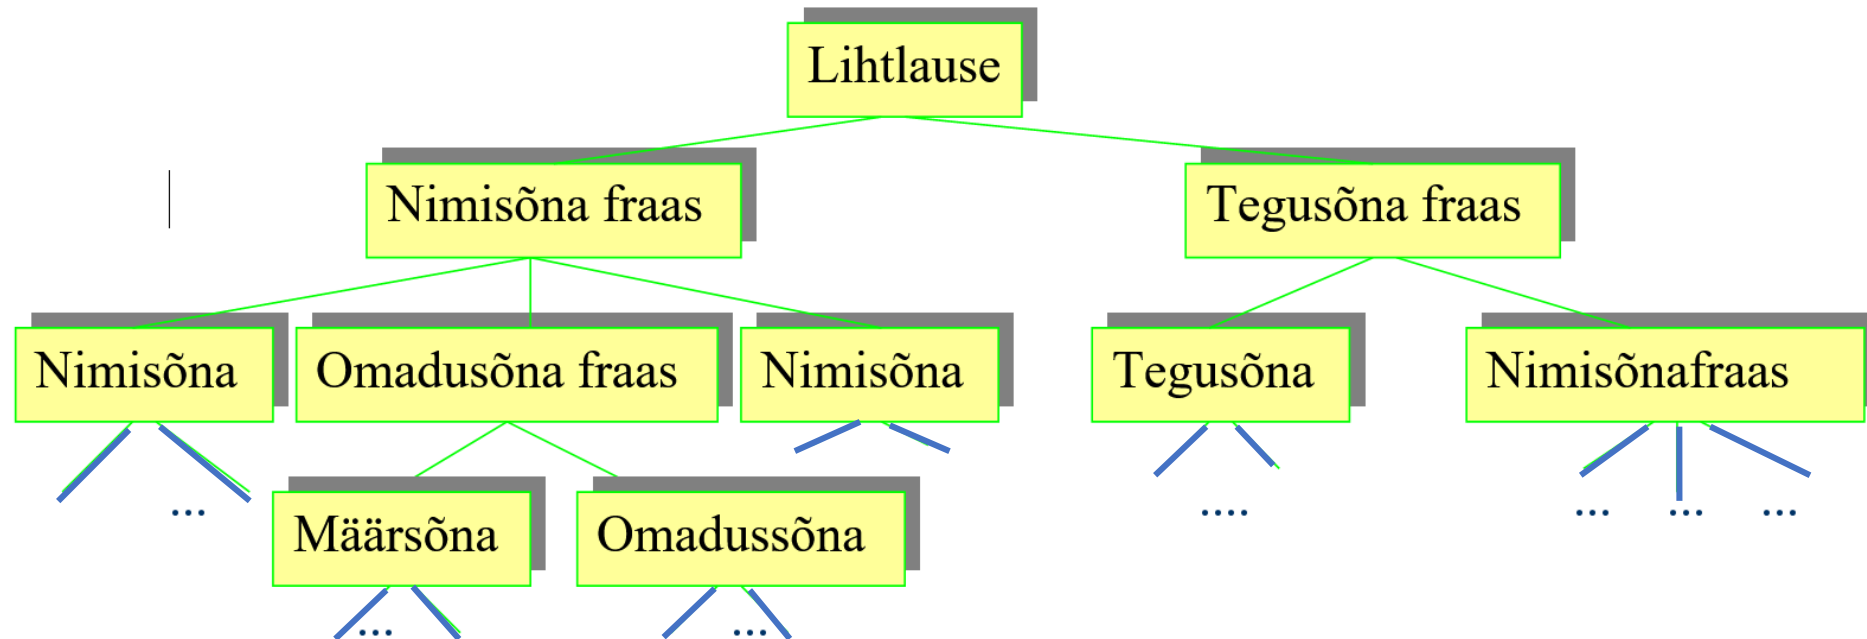 Lihtlause
Nimisõna fraas
Tegusõna fraas
Nimisõna
Omadusõna fraas
Nimisõna
Tegusõna
Nimisõnafraas
...
....
... ... ...
Määrsõna
Omadussõna
...
...